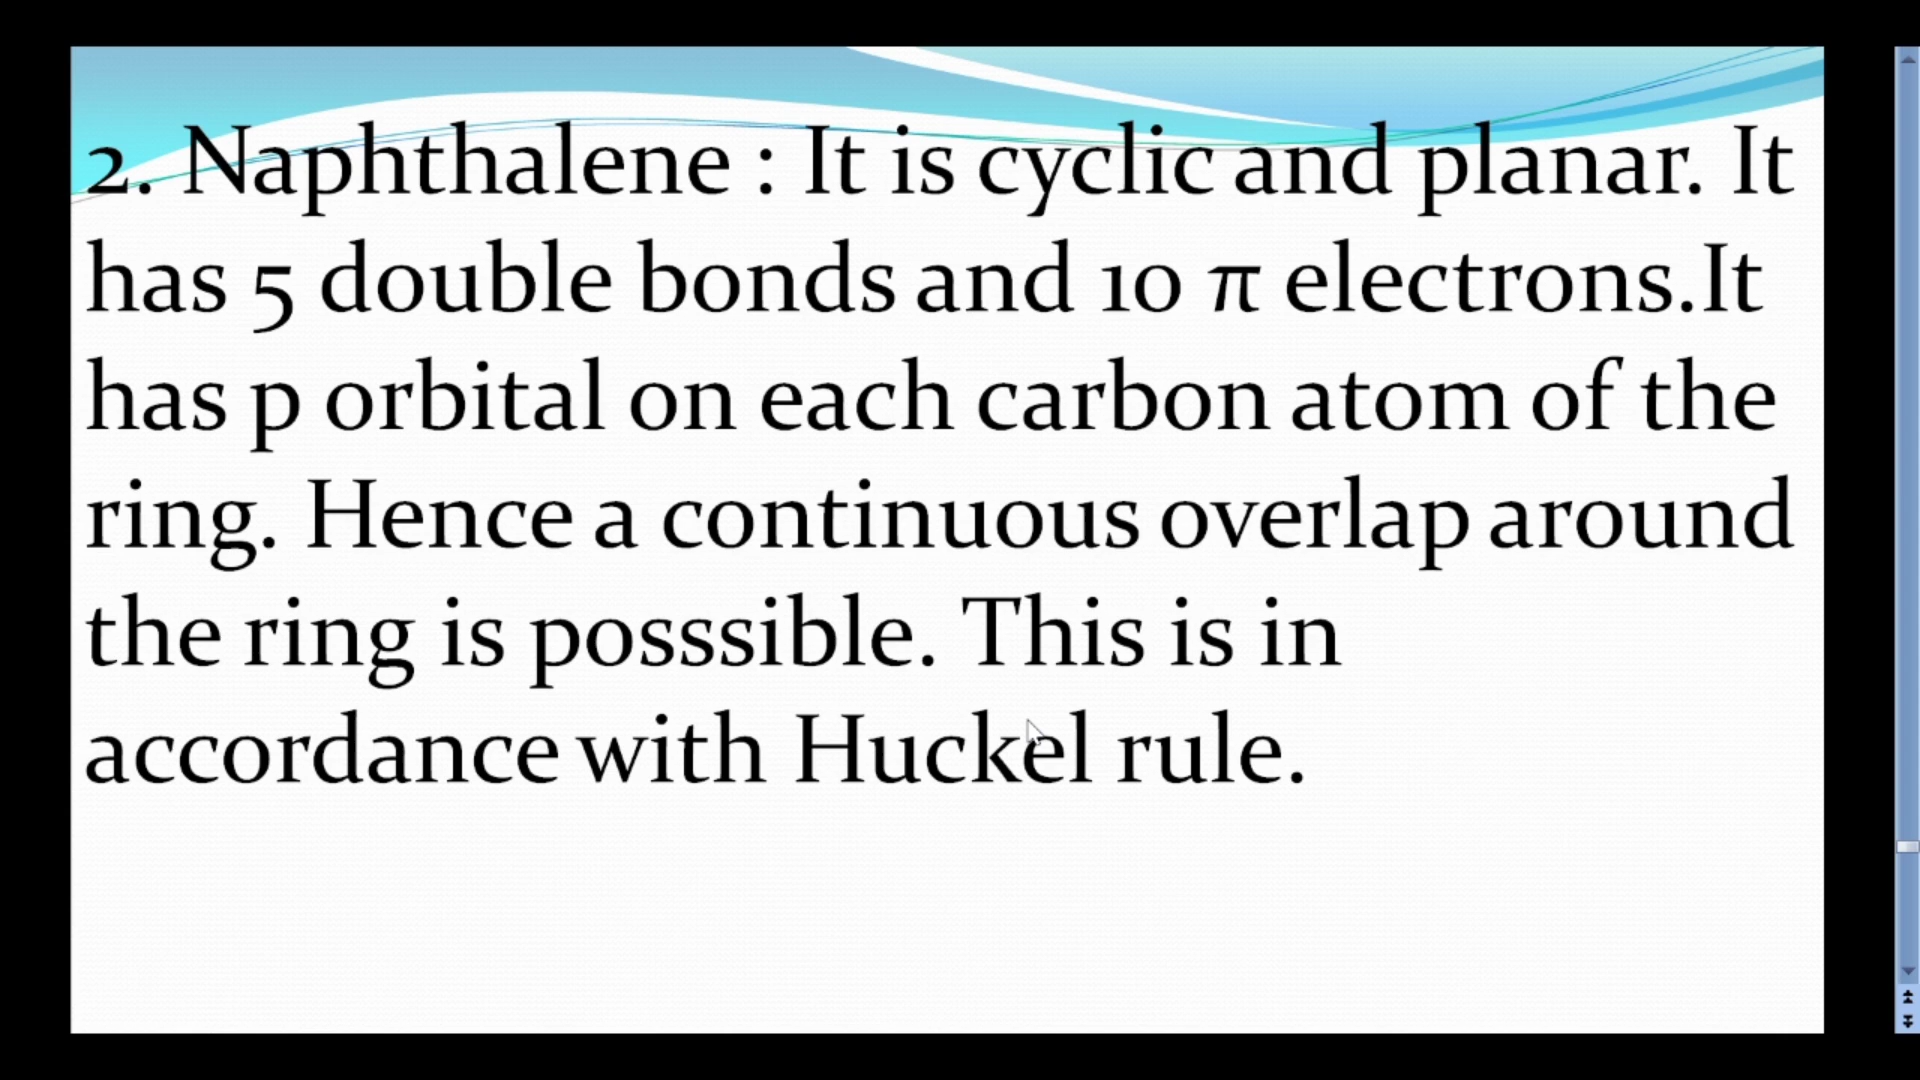 2. Naphthalene : It is cyclic and planar. It
has 5 double bonds and 10 π electrons.It
has p orbital on each carbon atom of the
ring. Hence a continuous overlap around
the ring is posssible. This is in
accordance with Huckel rule.